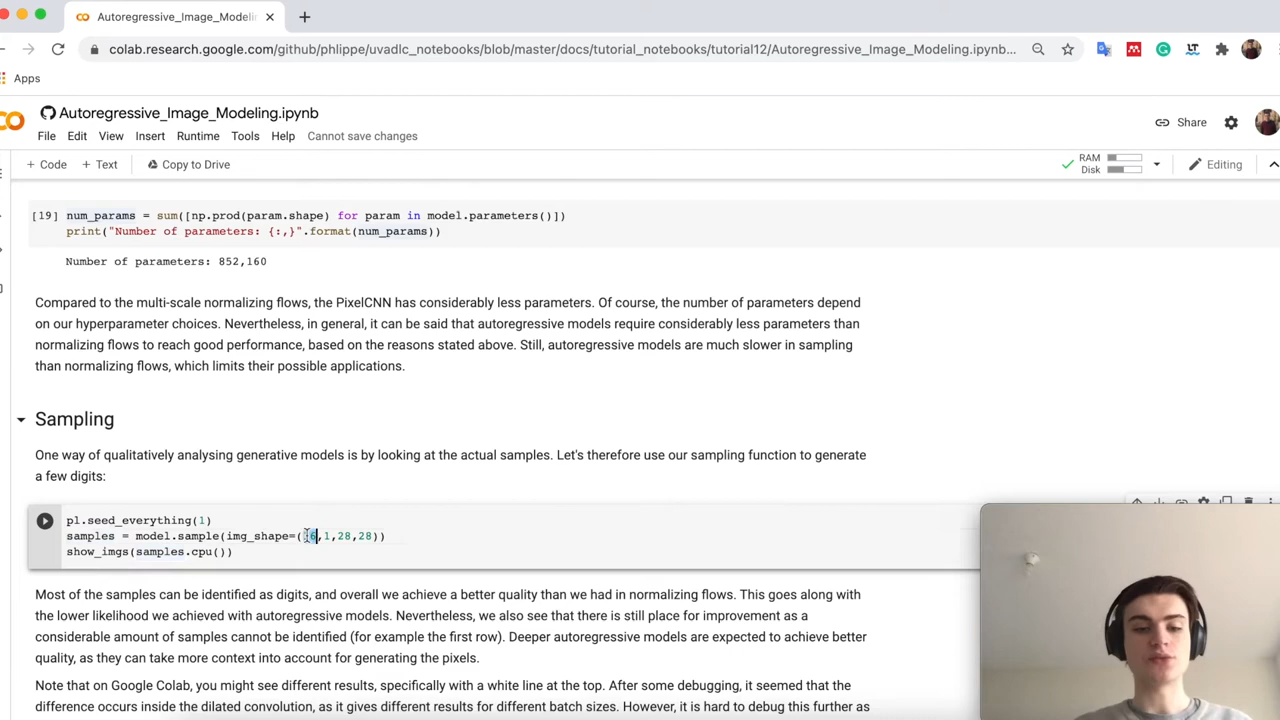 Autoregressive_Image_Modelin
colab.research.google.com/github/phlippe/uvadlc_notebooks/blob/master/docs/tutorial_notebooks/tutorial12/Autoregressive_Image_Modeling.ipynb...
Apps
Autoregressive_Image_Modeling.ipynb
File Edit View Insert Runtime Tools Help Cannot save changes
Share
+ Code + Text Copy to Drive
RAM
Disk
Editing
[19] num_params = sum([np.prod(param.shape) for param in model.parameters()])
print("Number of parameters: {:,}".format(num_params))
Number of parameters: 852,160
Compared to the multi-scale normalizing flows, the PixelCNN has considerably less parameters. Of course, the number of parameters depend
on our hyperparameter choices. Nevertheless, in general, it can be said that autoregressive models require considerably less parameters than
normalizing flows to reach good performance, based on the reasons stated above. Still, autoregressive models are much slower in sampling
than normalizing flows, which limits their possible applications.
Sampling
One way of qualitatively analysing generative models is by looking at the actual samples. Let's therefore use our sampling function to generate
a few digits:
pl.seed_everything(1)
samples = model.sample(img_shape=(16,1,28,28))
show_imgs(samples.cpu())
Most of the samples can be identified as digits, and overall we achieve a better quality than we had in normalizing flows. This goes along with
the lower likelihood we achieved with autoregressive models. Nevertheless, we also see that there is still place for improvement as a
considerable amount of samples cannot be identified (for example the first row). Deeper autoregressive models are expected to achieve better
quality, as they can take more context into account for generating the pixels.
Note that on Google Colab, you might see different results, specifically with a white line at the top. After some debugging, it seemed that the
difference occurs inside the dilated convolution, as it gives different results for different batch sizes. However, it is hard to debug this further as